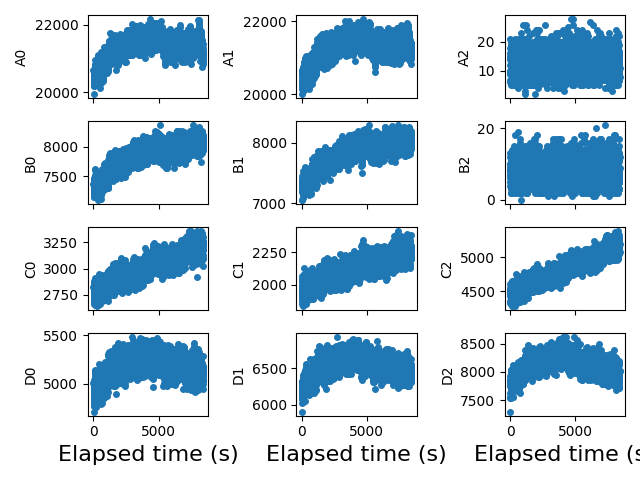 22000
20000
A0
22000
20000
A1
20
10
A2
8000
7500
B0
8000
7000
B1
20
0
B2
3250
3000
2750
C0
2250
2000
C1
5000
4500
C2
5500
5000
D0
6500
6000
D1
8500
8000
7500
D2
0 5000
0 5000
0 5000
Elapsed time (s)
Elapsed time (s)
Elapsed time (s